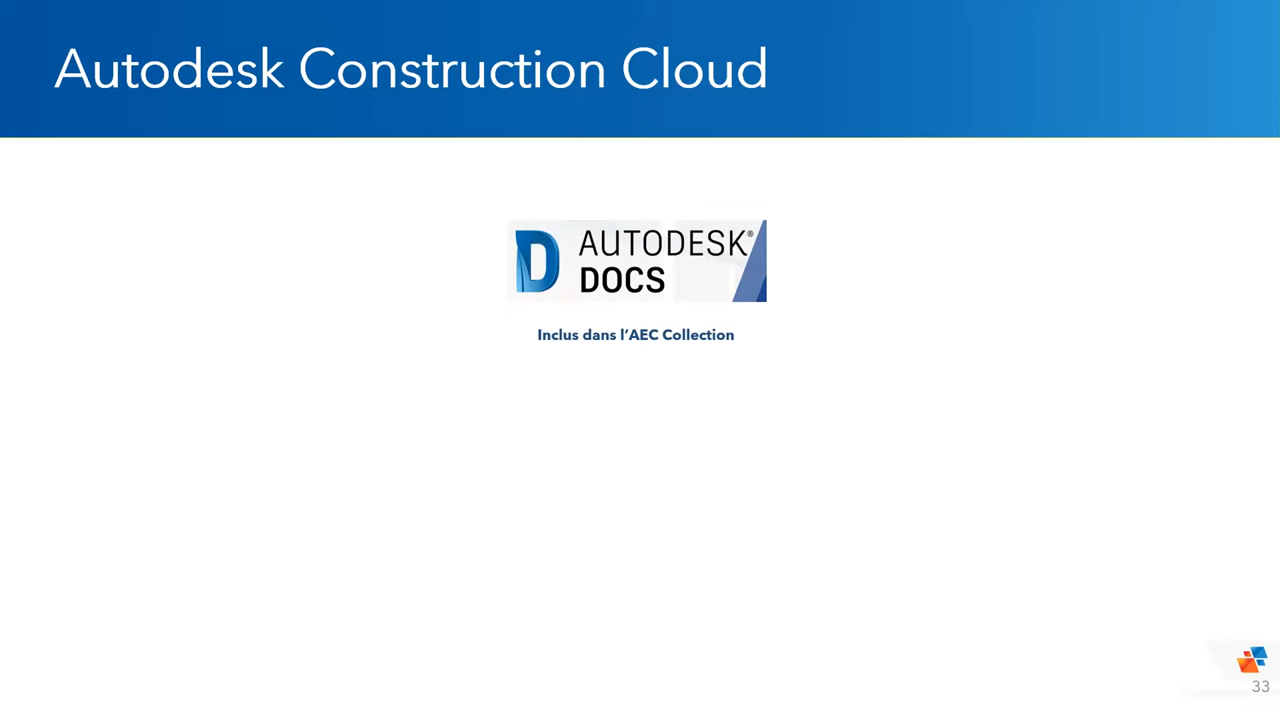 Autodesk Construction Cloud
AUTODESK®
DOCS
Inclus dans l’AEC Collection
33